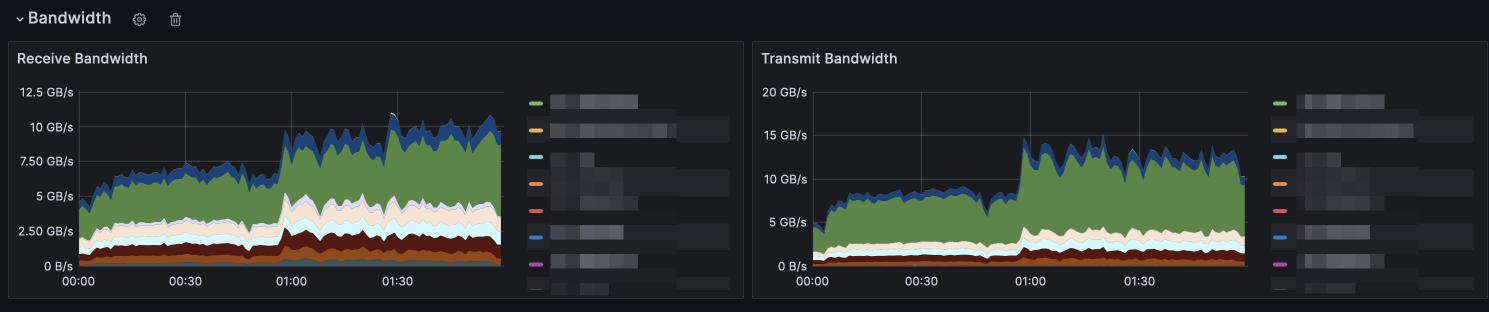 Bandwidth
Receive Bandwidth
12.5 GB/s
10 GB/s
7.50 GB/s
5 GB/s
2.50 GB/s
0 B/s
00:00 00:30 01:00 01:30
Transmit Bandwidth
20 GB/s
15 GB/s
10 GB/s
5 GB/s
0 B/s
00:00 00:30 01:00 01:30